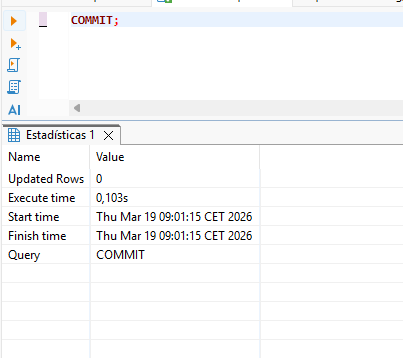 COMMIT;
AI
Estadísticas 1
Name Value
Updated Rows 0
Execute time 0,103s
Start time Thu Mar 19 09:01:15 CET 2026
Finish time Thu Mar 19 09:01:15 CET 2026
Query COMMIT